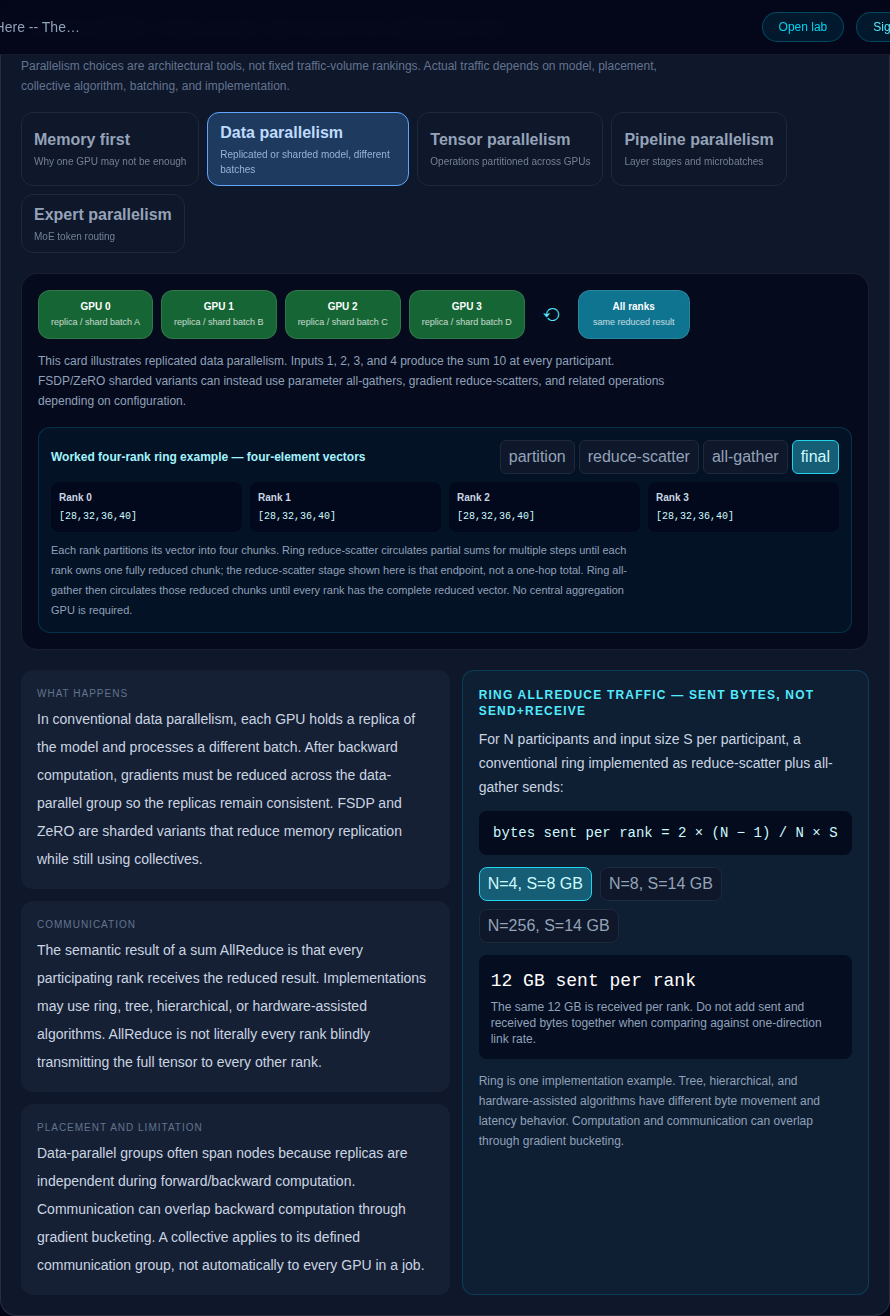 Here -- The…
Open lab
Sig
Parallelism choices are architectural tools, not fixed traffic-volume rankings. Actual traffic depends on model, placement,
collective algorithm, batching, and implementation.
Memory first
Why one GPU may not be enough
Data parallelism
Replicated or sharded model, different
batches
Tensor parallelism
Operations partitioned across GPUs
Pipeline parallelism
Layer stages and microbatches
Expert parallelism
MoE token routing
GPU 0
replica / shard batch A
GPU 1
replica / shard batch B
GPU 2
replica / shard batch C
GPU 3
replica / shard batch D
⟲
All ranks
same reduced result
This card illustrates replicated data parallelism. Inputs 1, 2, 3, and 4 produce the sum 10 at every participant.
FSDP/ZeRO sharded variants can instead use parameter all-gathers, gradient reduce-scatters, and related operations
depending on configuration.
Worked four-rank ring example — four-element vectors
partition
reduce-scatter
all-gather
final
Rank 0
[28,32,36,40]
Rank 1
[28,32,36,40]
Rank 2
[28,32,36,40]
Rank 3
[28,32,36,40]
Each rank partitions its vector into four chunks. Ring reduce-scatter circulates partial sums for multiple steps until each
rank owns one fully reduced chunk; the reduce-scatter stage shown here is that endpoint, not a one-hop total. Ring all-
gather then circulates those reduced chunks until every rank has the complete reduced vector. No central aggregation
GPU is required.
WHAT HAPPENS
In conventional data parallelism, each GPU holds a replica of
the model and processes a different batch. After backward
computation, gradients must be reduced across the data-
parallel group so the replicas remain consistent. FSDP and
ZeRO are sharded variants that reduce memory replication
while still using collectives.
COMMUNICATION
The semantic result of a sum AllReduce is that every
participating rank receives the reduced result. Implementations
may use ring, tree, hierarchical, or hardware-assisted
algorithms. AllReduce is not literally every rank blindly
transmitting the full tensor to every other rank.
PLACEMENT AND LIMITATION
Data-parallel groups often span nodes because replicas are
independent during forward/backward computation.
Communication can overlap backward computation through
gradient bucketing. A collective applies to its defined
communication group, not automatically to every GPU in a job.
RING ALLREDUCE TRAFFIC — SENT BYTES, NOT
SEND+RECEIVE
For N participants and input size S per participant, a
conventional ring implemented as reduce-scatter plus all-
gather sends:
bytes sent per rank = 2 × (N − 1) / N × S
N=4, S=8 GB
N=8, S=14 GB
N=256, S=14 GB
12 GB sent per rank
The same 12 GB is received per rank. Do not add sent and
received bytes together when comparing against one-direction
link rate.
Ring is one implementation example. Tree, hierarchical, and
hardware-assisted algorithms have different byte movement and
latency behavior. Computation and communication can overlap
through gradient bucketing.